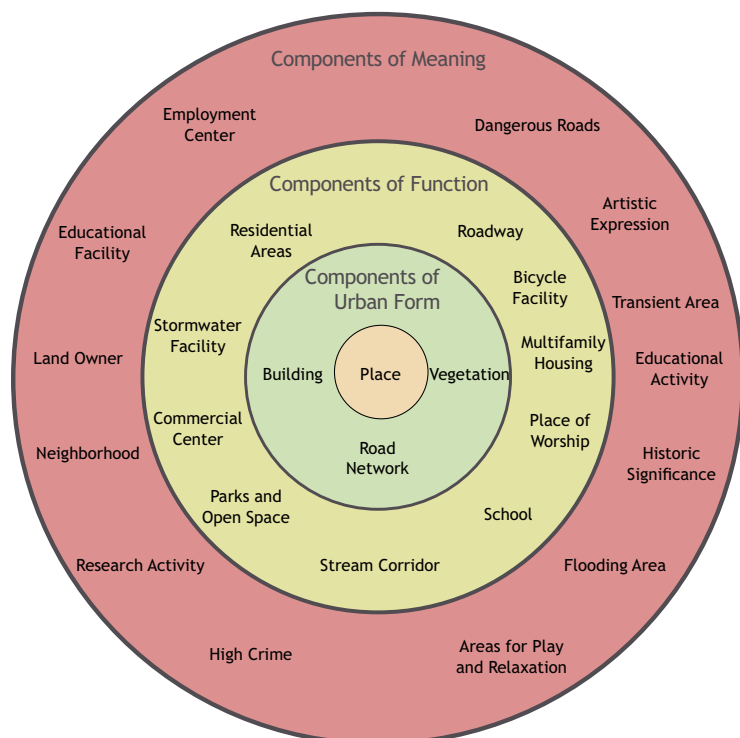 Components of Meaning
Employment
Center
Dangerous Roads
Components of Function
Artistic
Expression
Residential
Areas
Roadway
Educational
Facility
Components of
Urban Form
Bicycle
Facility
Transient Area
Stormwater
Facility
Multifamily
Housing
Land Owner
Educational
Activity
Building
Place
Vegetation
Commercial
Center
Place of
Worship
Neighborhood
Road
Network
Historic
Significance
Parks and
Open Space
School
Research Activity
Stream Corridor
Flooding Area
High Crime
Areas for Play
and Relaxation